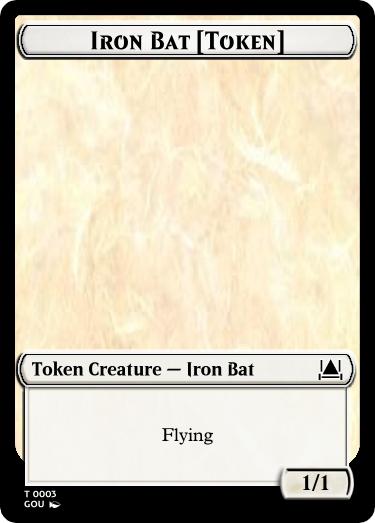 Iron Bat [Token]
Token Creature — Iron Bat
Flying
1/1
T 0003
GOU